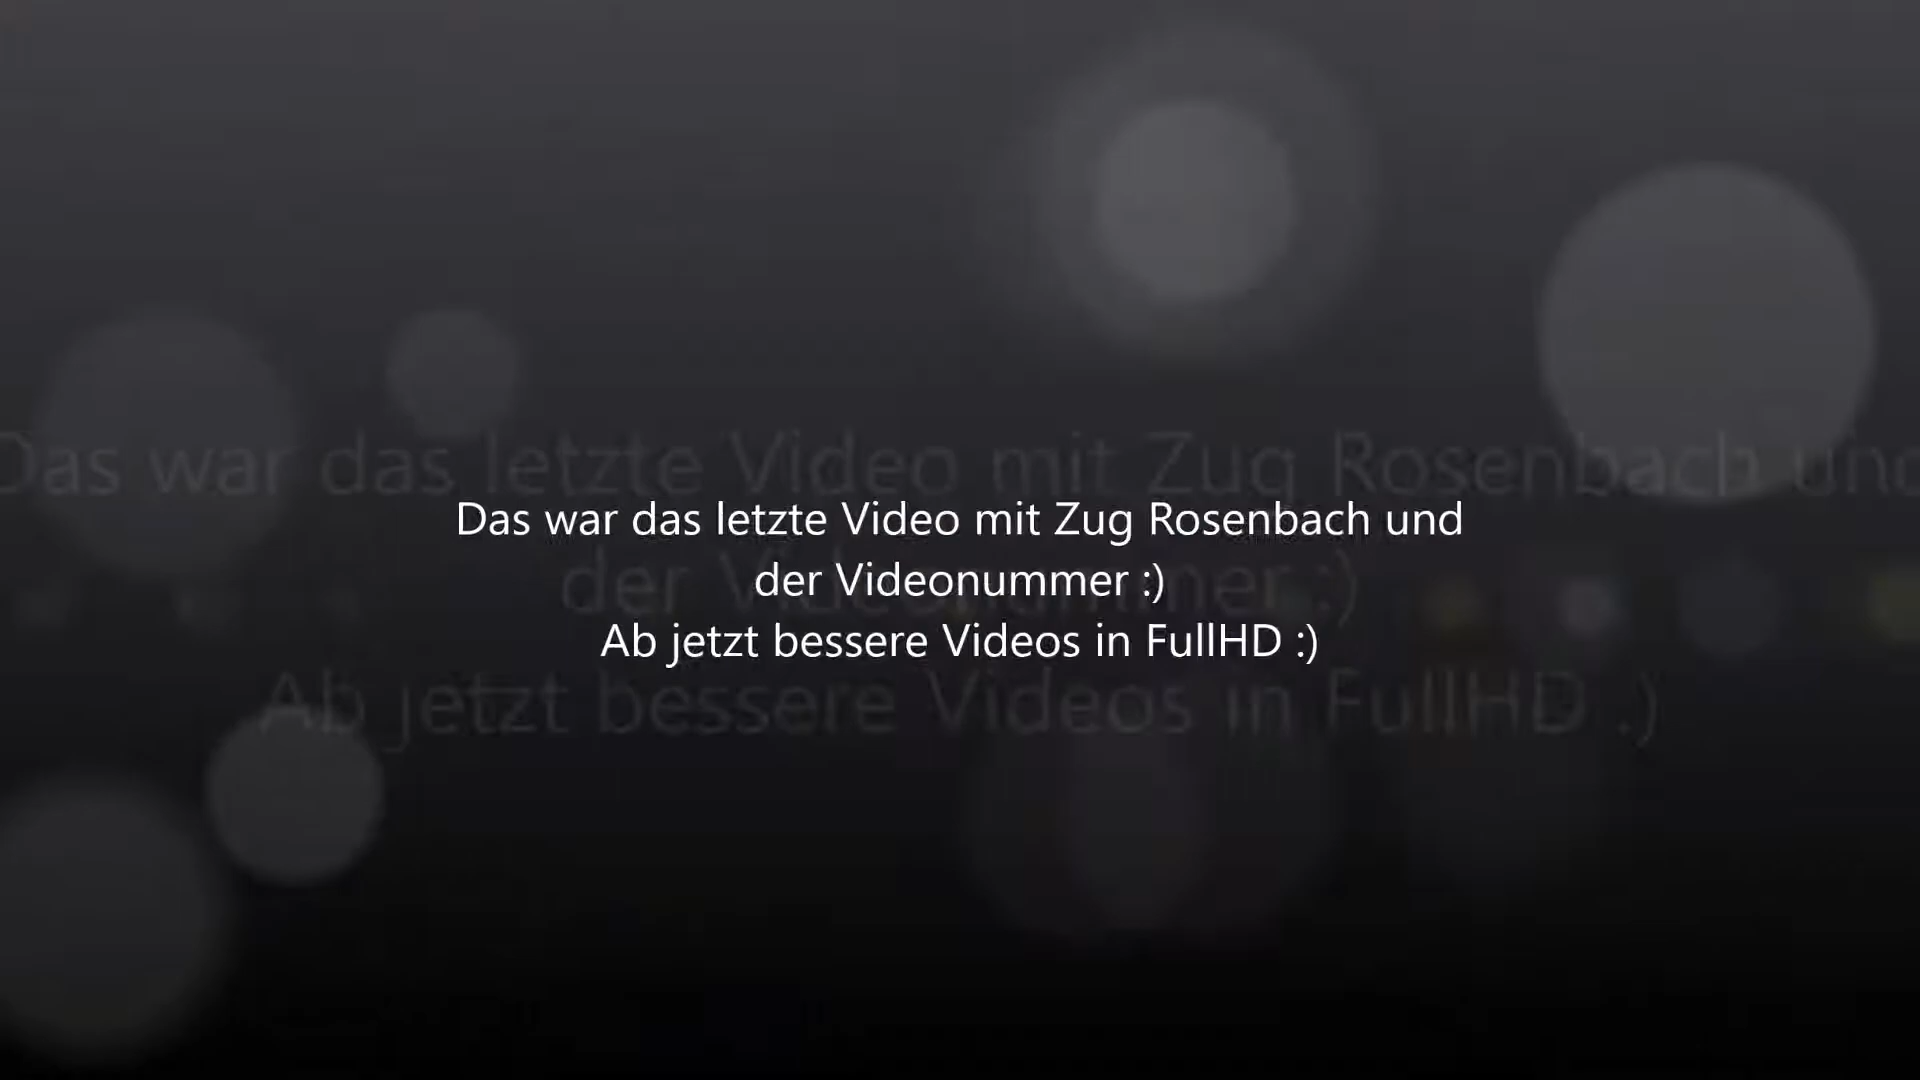 Das war das letzte Video mit Zug Rosenbach und
der Videonummer :)
Ab jetzt bessere Videos in FullHD :)